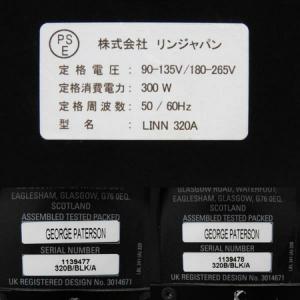 PS
E
株式会社 リンジャパン
定格電圧: 90-135V/180-265V
定格消費電力: 300 W
定格周波数: 50 / 60Hz
型名: LINN 320A
EAGLESHAM, GLASGOW, G76 0EQ,
SCOTLAND
ASSEMBLED TESTED PACKED
GEORGE PATERSON
SERIAL NUMBER
1139477
320B/BLK/A
UK REGISTERED DESIGN No. 3014671
GLASGOW ROAD, WATERFOOT,
EAGLESHAM, GLASGOW, G76 0EQ,
SCOTLAND
ASSEMBLED TESTED PACKED
GEORGE PATERSON
SERIAL NUMBER
1139478
320B/BLK/A
UK REGISTERED DESIGN No. 3014671